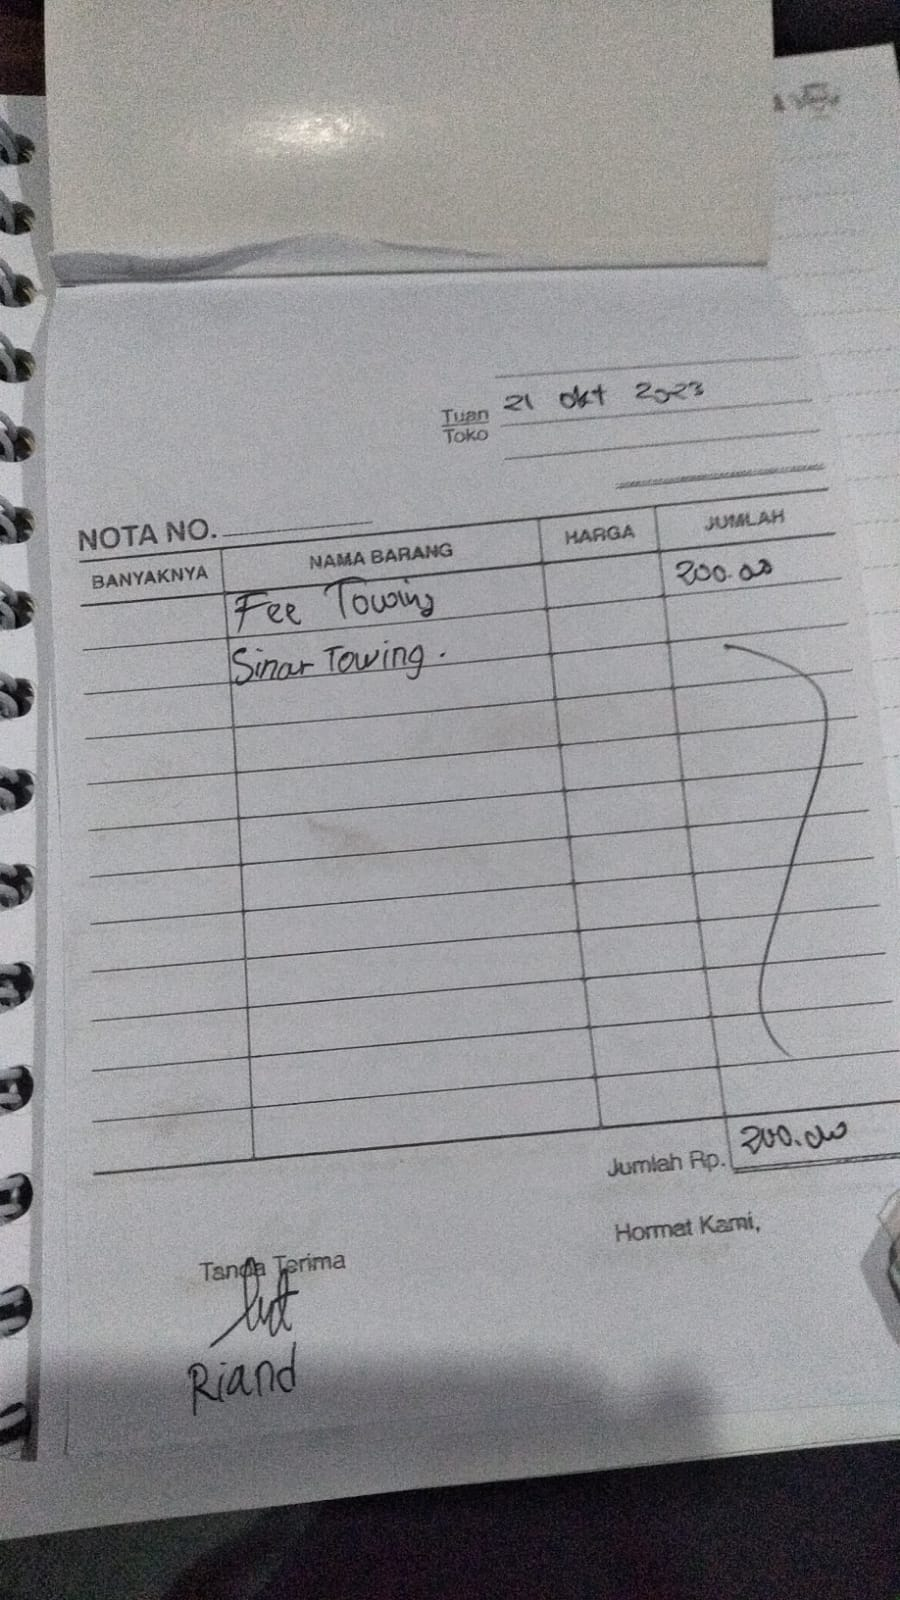 21 Okt 2023
Tuan
Toko
NOTA NO.
BANYAKNYA NAMA BARANG HARGA JUMLAH
Fee Towing 200.000
Sinar Towing.
Jumlah Rp. 200.000
Tanda Terima Hormat Kami,
Riand